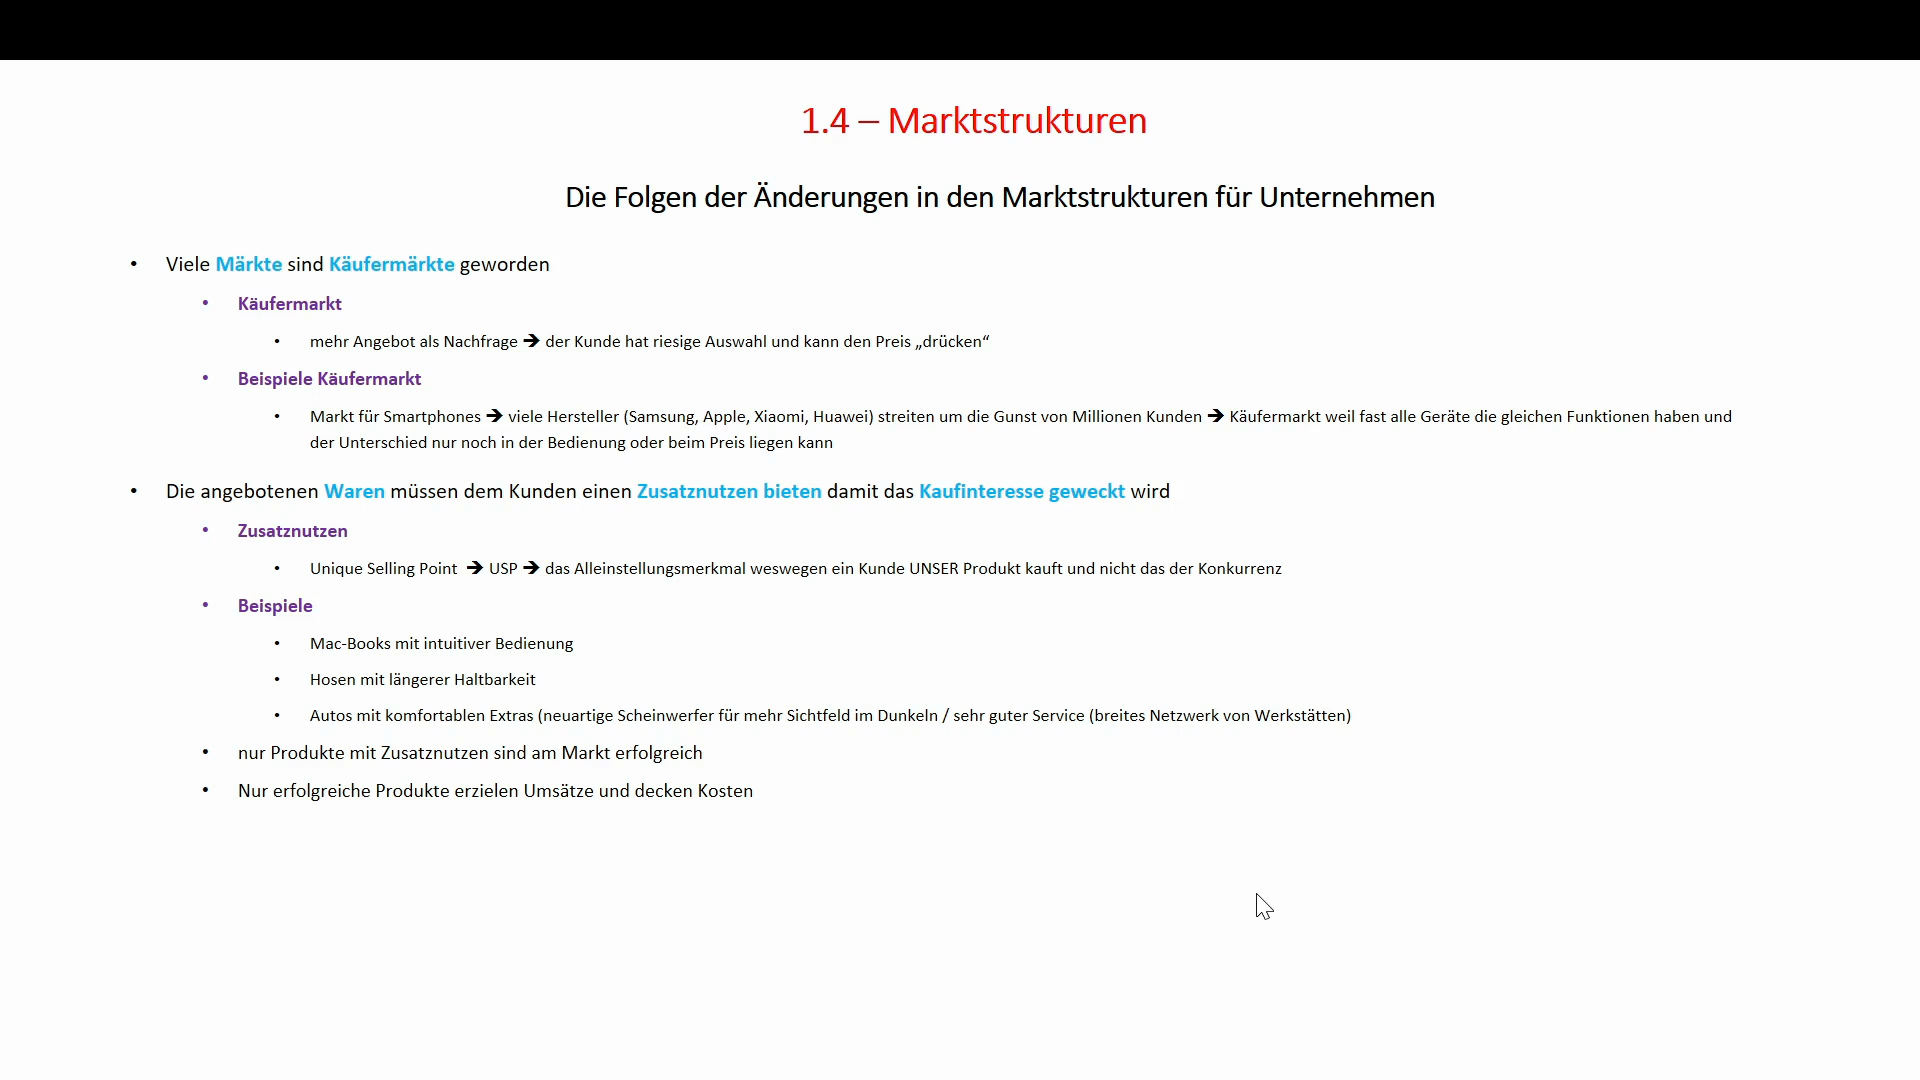 1.4 – Marktstrukturen
Die Folgen der Änderungen in den Marktstrukturen für Unternehmen
• Viele Märkte sind Käufermärkte geworden
• Käufermarkt
• mehr Angebot als Nachfrage ➔ der Kunde hat riesige Auswahl und kann den Preis „drücken“
• Beispiele Käufermarkt
• Markt für Smartphones ➔ viele Hersteller (Samsung, Apple, Xiaomi, Huawei) streiten um die Gunst von Millionen Kunden ➔ Käufermarkt weil fast alle Geräte die gleichen Funktionen haben und
der Unterschied nur noch in der Bedienung oder beim Preis liegen kann
• Die angebotenen Waren müssen dem Kunden einen Zusatznutzen bieten damit das Kaufinteresse geweckt wird
• Zusatznutzen
• Unique Selling Point ➔ USP ➔ das Alleinstellungsmerkmal weswegen ein Kunde UNSER Produkt kauft und nicht das der Konkurrenz
• Beispiele
• Mac-Books mit intuitiver Bedienung
• Hosen mit längerer Haltbarkeit
• Autos mit komfortablen Extras (neuartige Scheinwerfer für mehr Sichtfeld im Dunkeln / sehr guter Service (breites Netzwerk von Werkstätten)
• nur Produkte mit Zusatznutzen sind am Markt erfolgreich
• Nur erfolgreiche Produkte erzielen Umsätze und decken Kosten